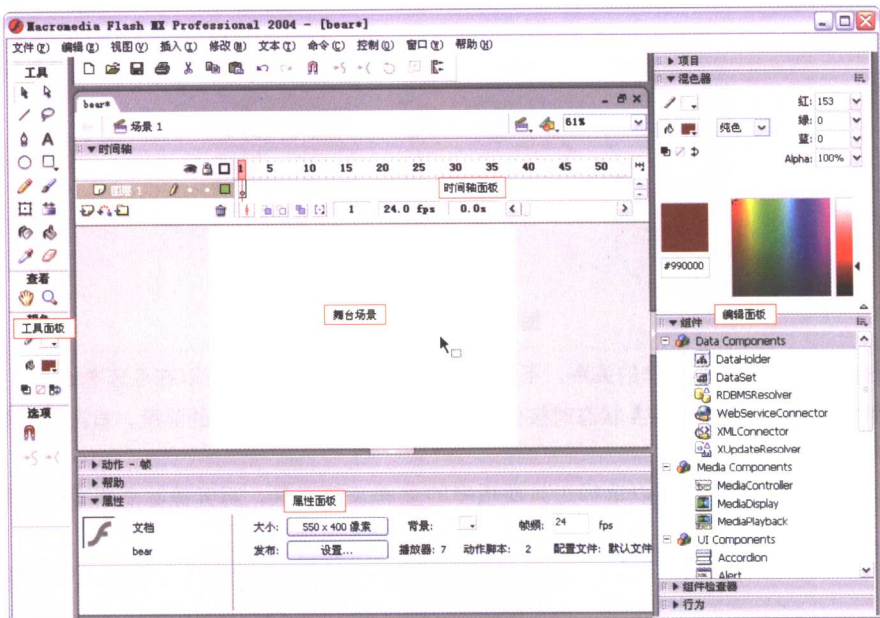 Macromedia Flash MX Professional 2004 - [bear*]
文件(F) 编辑(E) 视图(V) 插入(I) 修改(M) 文本(T) 命令(C) 控制(O) 窗口(W) 帮助(H)
工具
bear*
场景 1
61%
▼时间轴
1 5 10 15 20 25 30 35 40 45 50
图层 1
时间轴面板
1 24.0 fps 0.0s
查看
工具面板
选项
舞台场景
▶动作 - 帧
▶帮助
▼属性
属性面板
文档
bear
大小: 550 x 400 像素 背景: 帧频: 24 fps
发布: 设置... 播放器: 7 动作脚本: 2 配置文件: 默认文件
▶项目
▼混色器
红: 153
纯色
绿: 0
蓝: 0
Alpha: 100%
#990000
编辑面板
▼组件
Data Components
DataHolder
DataSet
RDBMSResolver
WebServiceConnector
XMLConnector
XUpdateResolver
Media Components
MediaController
MediaDisplay
MediaPlayback
UI Components
Accordion
Alert
▶组件检查器
▶行为